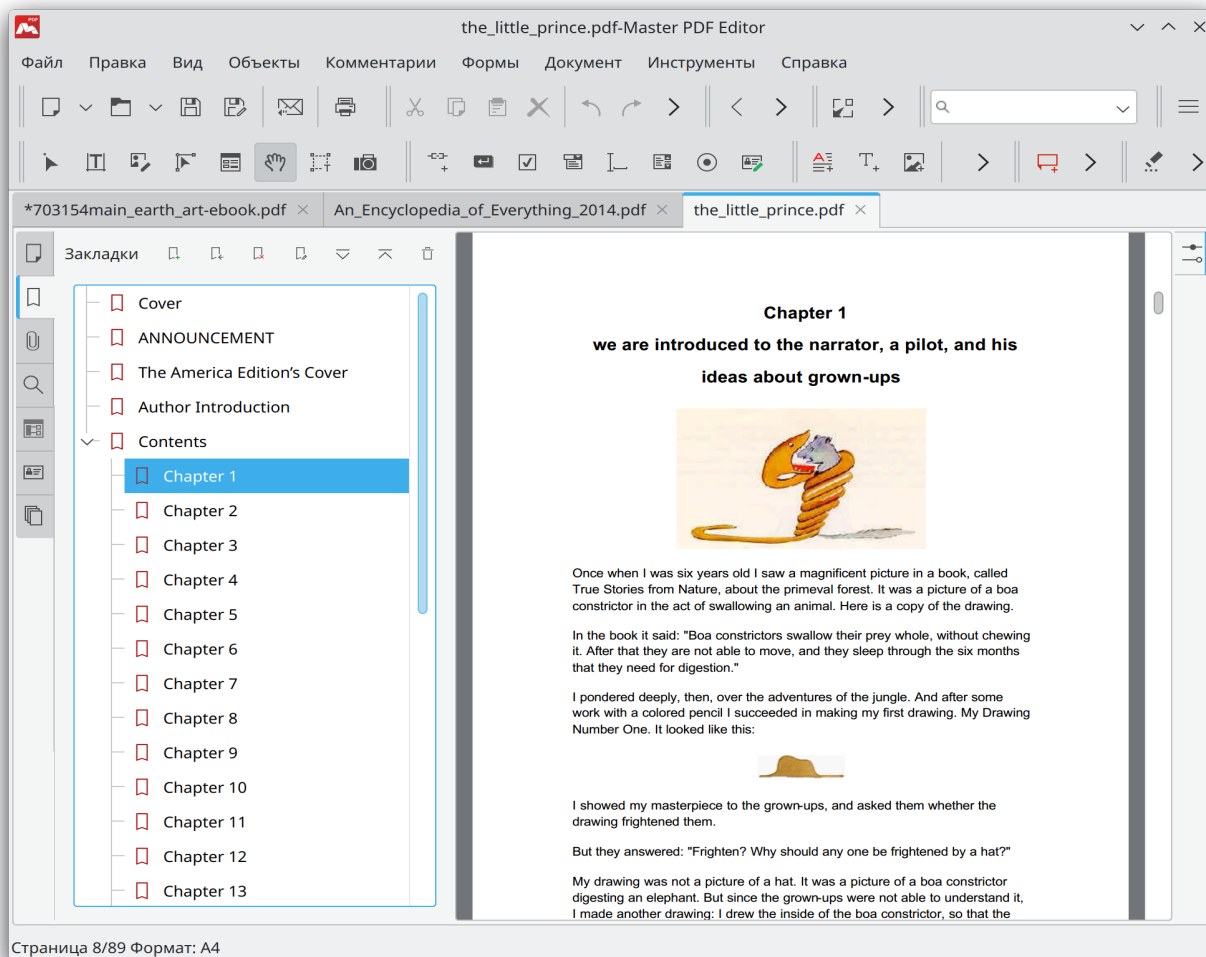 the_little_prince.pdf-Master PDF Editor
Файл Правка Вид Объекты Комментарии Формы Документ Инструменты Справка
*703154main_earth_art-ebook.pdf An_Encyclopedia_of_Everything_2014.pdf the_little_prince.pdf
Закладки
Cover
ANNOUNCEMENT
The America Edition's Cover
Author Introduction
Contents
Chapter 1
Chapter 2
Chapter 3
Chapter 4
Chapter 5
Chapter 6
Chapter 7
Chapter 8
Chapter 9
Chapter 10
Chapter 11
Chapter 12
Chapter 13
Chapter 1
we are introduced to the narrator, a pilot, and his
ideas about grown-ups
Once when I was six years old I saw a magnificent picture in a book, called
True Stories from Nature, about the primeval forest. It was a picture of a boa
constrictor in the act of swallowing an animal. Here is a copy of the drawing.
In the book it said: "Boa constrictors swallow their prey whole, without chewing
it. After that they are not able to move, and they sleep through the six months
that they need for digestion."
I pondered deeply, then, over the adventures of the jungle. And after some
work with a colored pencil I succeeded in making my first drawing. My Drawing
Number One. It looked like this:
I showed my masterpiece to the grown-ups, and asked them whether the
drawing frightened them.
But they answered: "Frighten? Why should any one be frightened by a hat?"
My drawing was not a picture of a hat. It was a picture of a boa constrictor
digesting an elephant. But since the grown-ups were not able to understand it,
I made another drawing: I drew the inside of the boa constrictor, so that the
Страница 8/89 Формат: A4